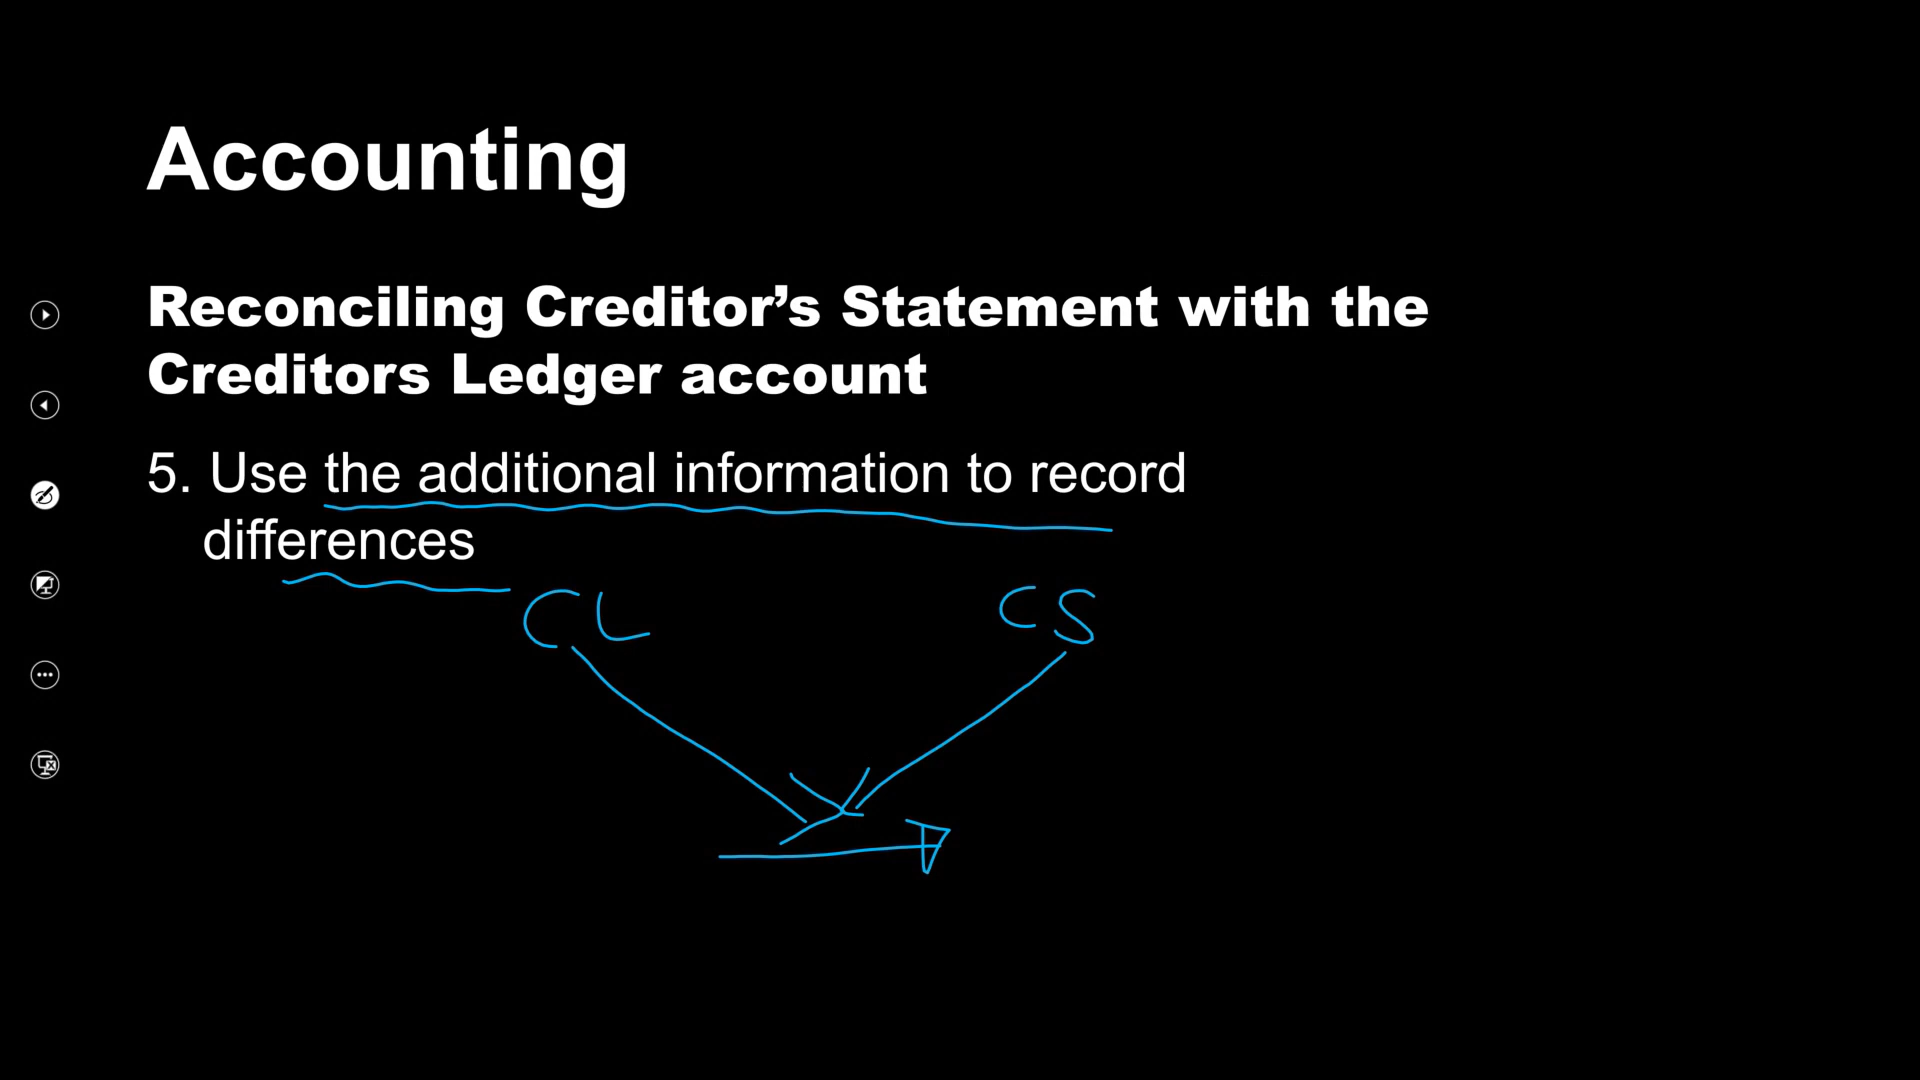 Accounting
Reconciling Creditor’s Statement with the
Creditors Ledger account
5. Use the additional information to record
differences
CL CS